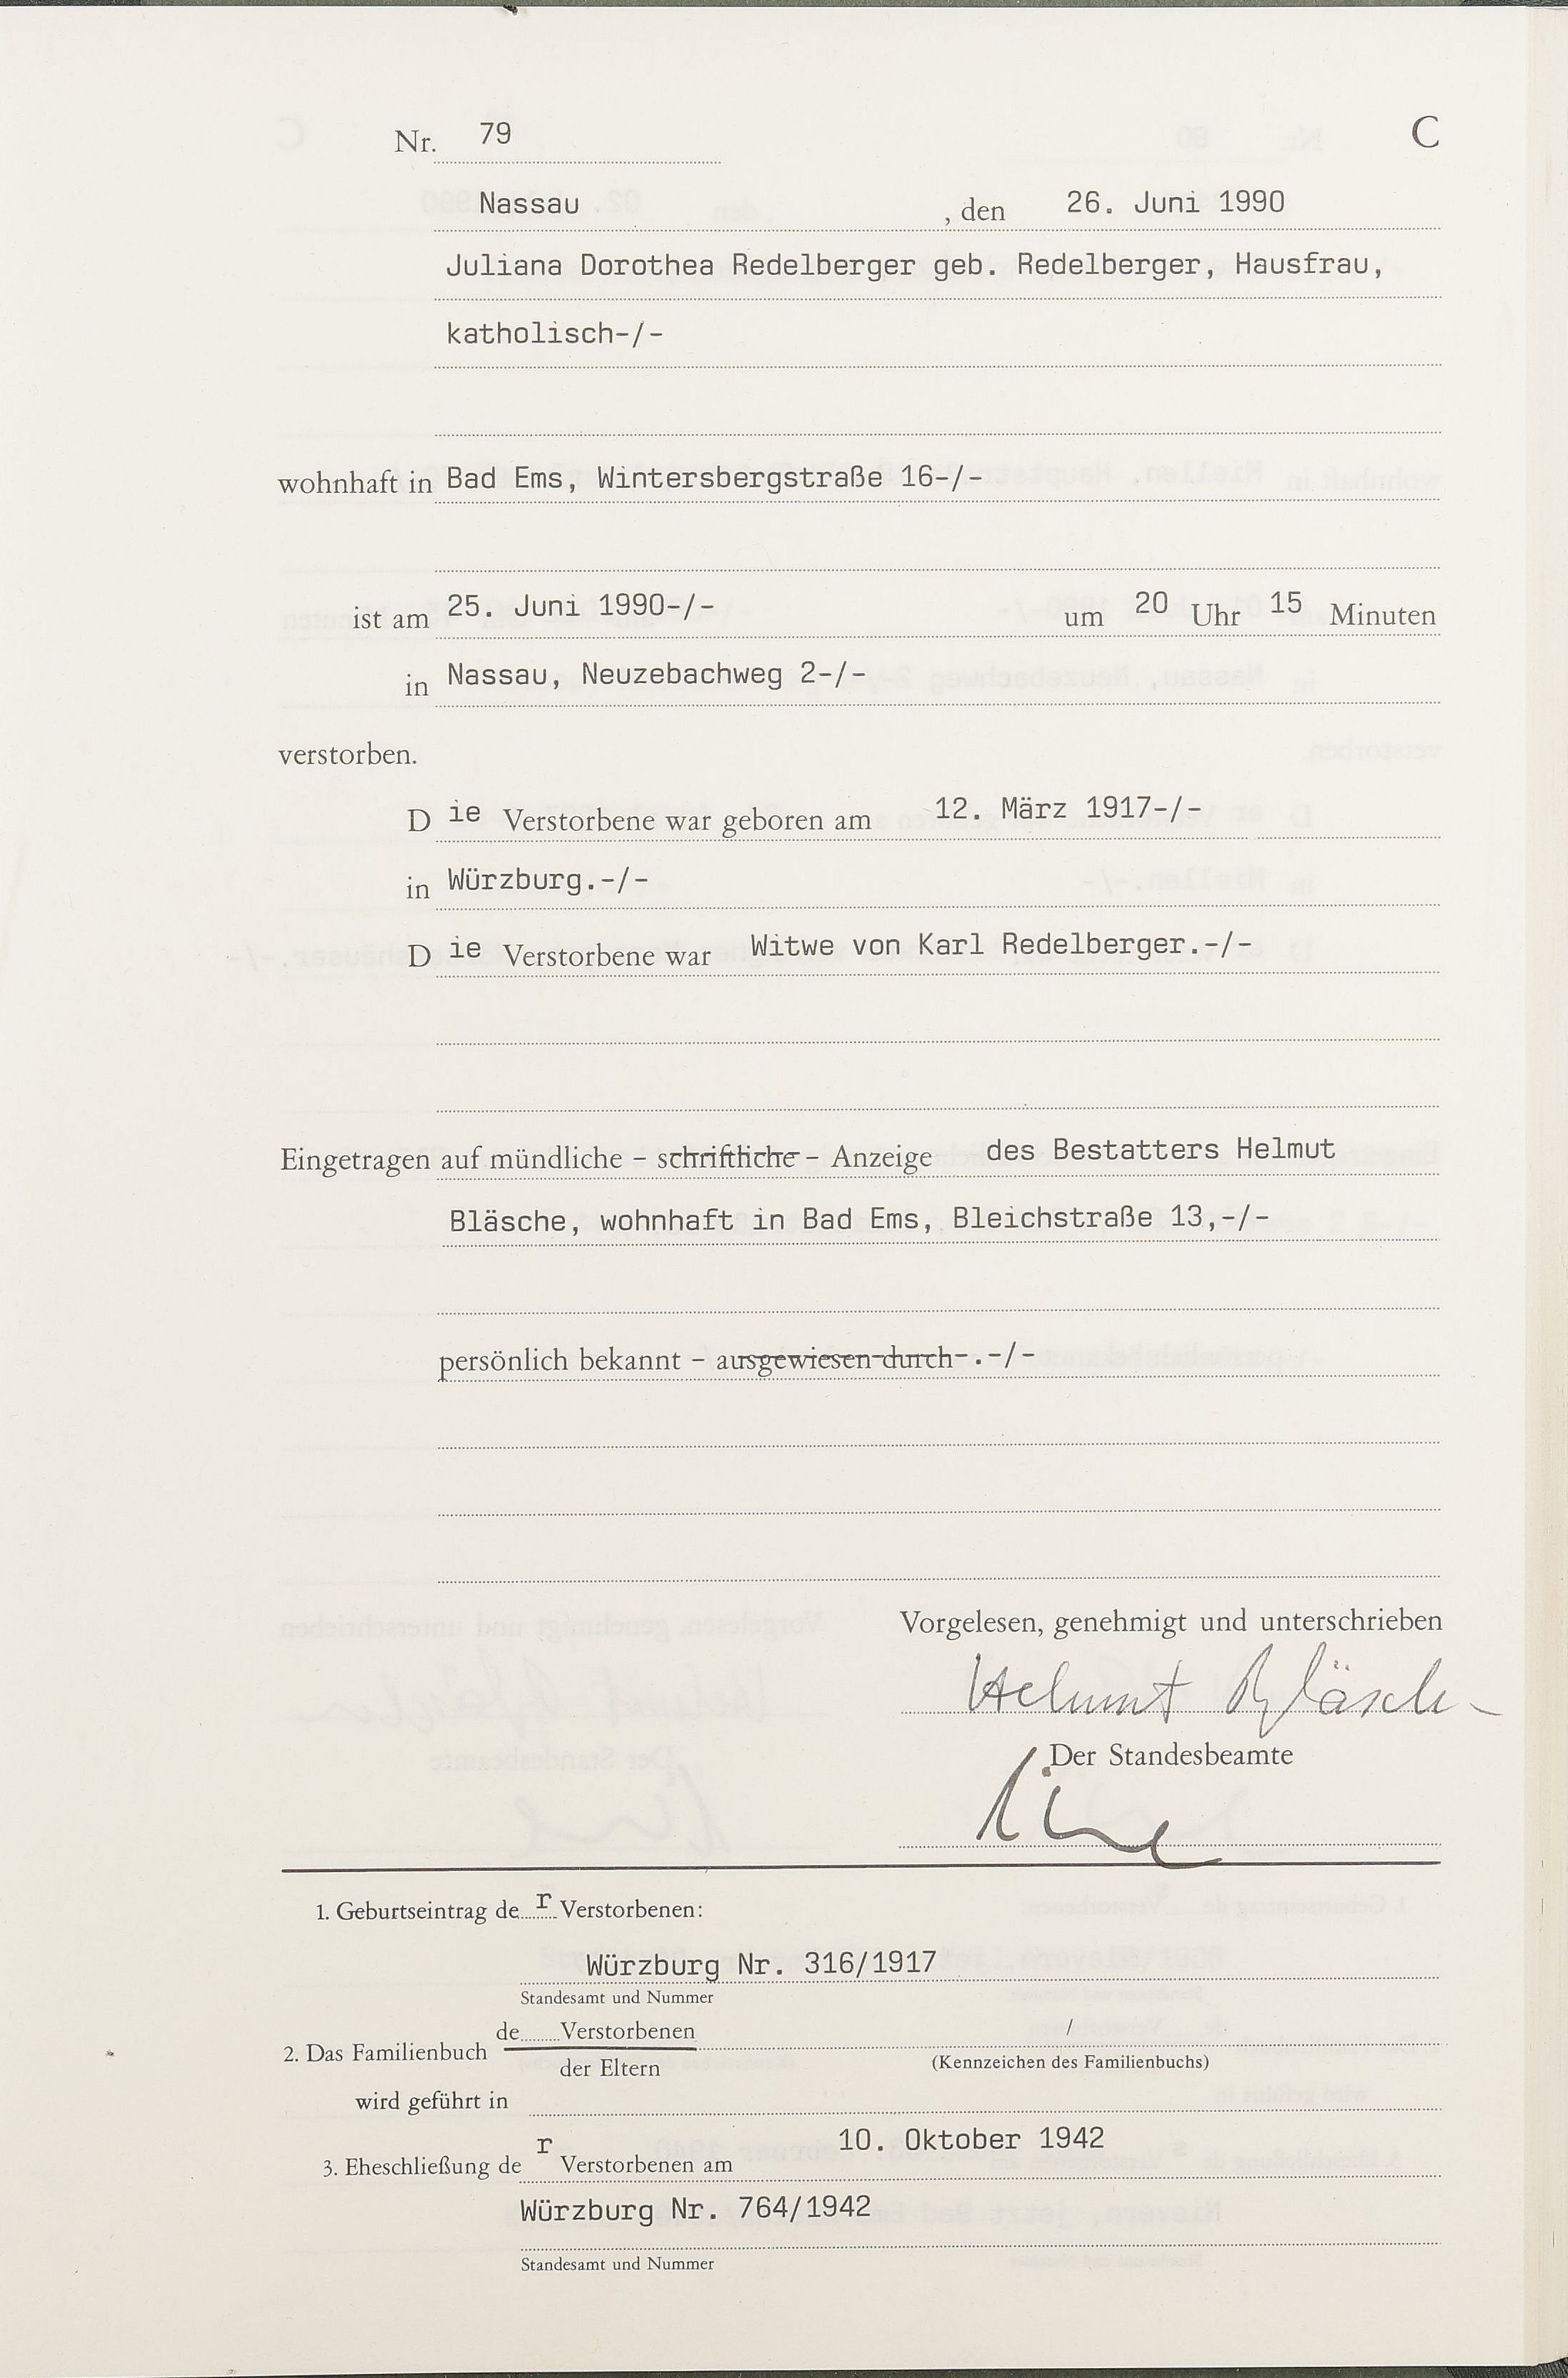 Nr. 79 C
Nassau , den 26. Juni 1990
Juliana Dorothea Redelberger geb. Redelberger, Hausfrau,
katholisch-/-
wohnhaft in Bad Ems, Wintersbergstraße 16-/-
ist am 25. Juni 1990-/- um 20 Uhr 15 Minuten
in Nassau, Neuzebachweg 2-/-
verstorben.
D ie Verstorbene war geboren am 12. März 1917-/-
in Würzburg.-/-
D ie Verstorbene war Witwe von Karl Redelberger.-/-
Eingetragen auf mündliche – schriftliche – Anzeige des Bestatters Helmut
Bläsche, wohnhaft in Bad Ems, Bleichstraße 13,-/-
persönlich bekannt – ausgewiesen durch-.-/-
Vorgelesen, genehmigt und unterschrieben
Helmut Bläsche
Der Standesbeamte
1. Geburtseintrag de r Verstorbenen:
Würzburg Nr. 316/1917
Standesamt und Nummer
de Verstorbenen /
2. Das Familienbuch
der Eltern (Kennzeichen des Familienbuchs)
wird geführt in
3. Eheschließung de r Verstorbenen am 10. Oktober 1942
Würzburg Nr. 764/1942
Standesamt und Nummer